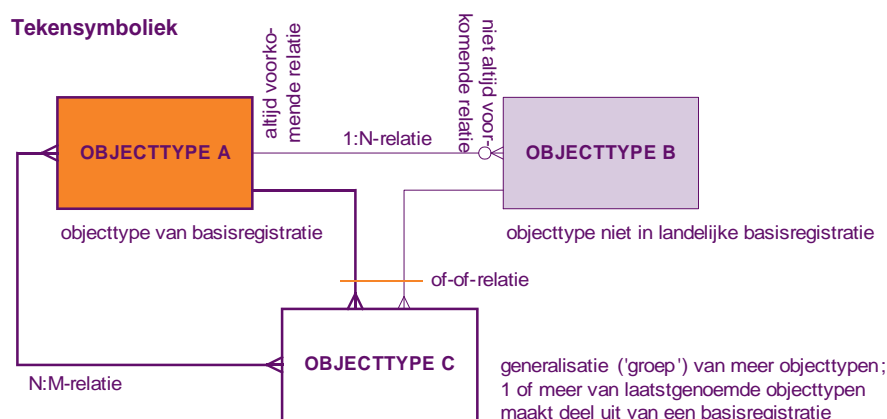 Tekensymboliek
altijd voorko-
mende relatie
niet altijd voor-
komende relatie
1:N-relatie
OBJECTTYPE A
OBJECTTYPE B
objecttype van basisregistratie
objecttype niet in landelijke basisregistratie
of-of-relatie
OBJECTTYPE C
N:M-relatie
generalisatie ('groep') van meer objecttypen;
1 of meer van laatstgenoemde objecttypen
maakt deel uit van een basisregistratie